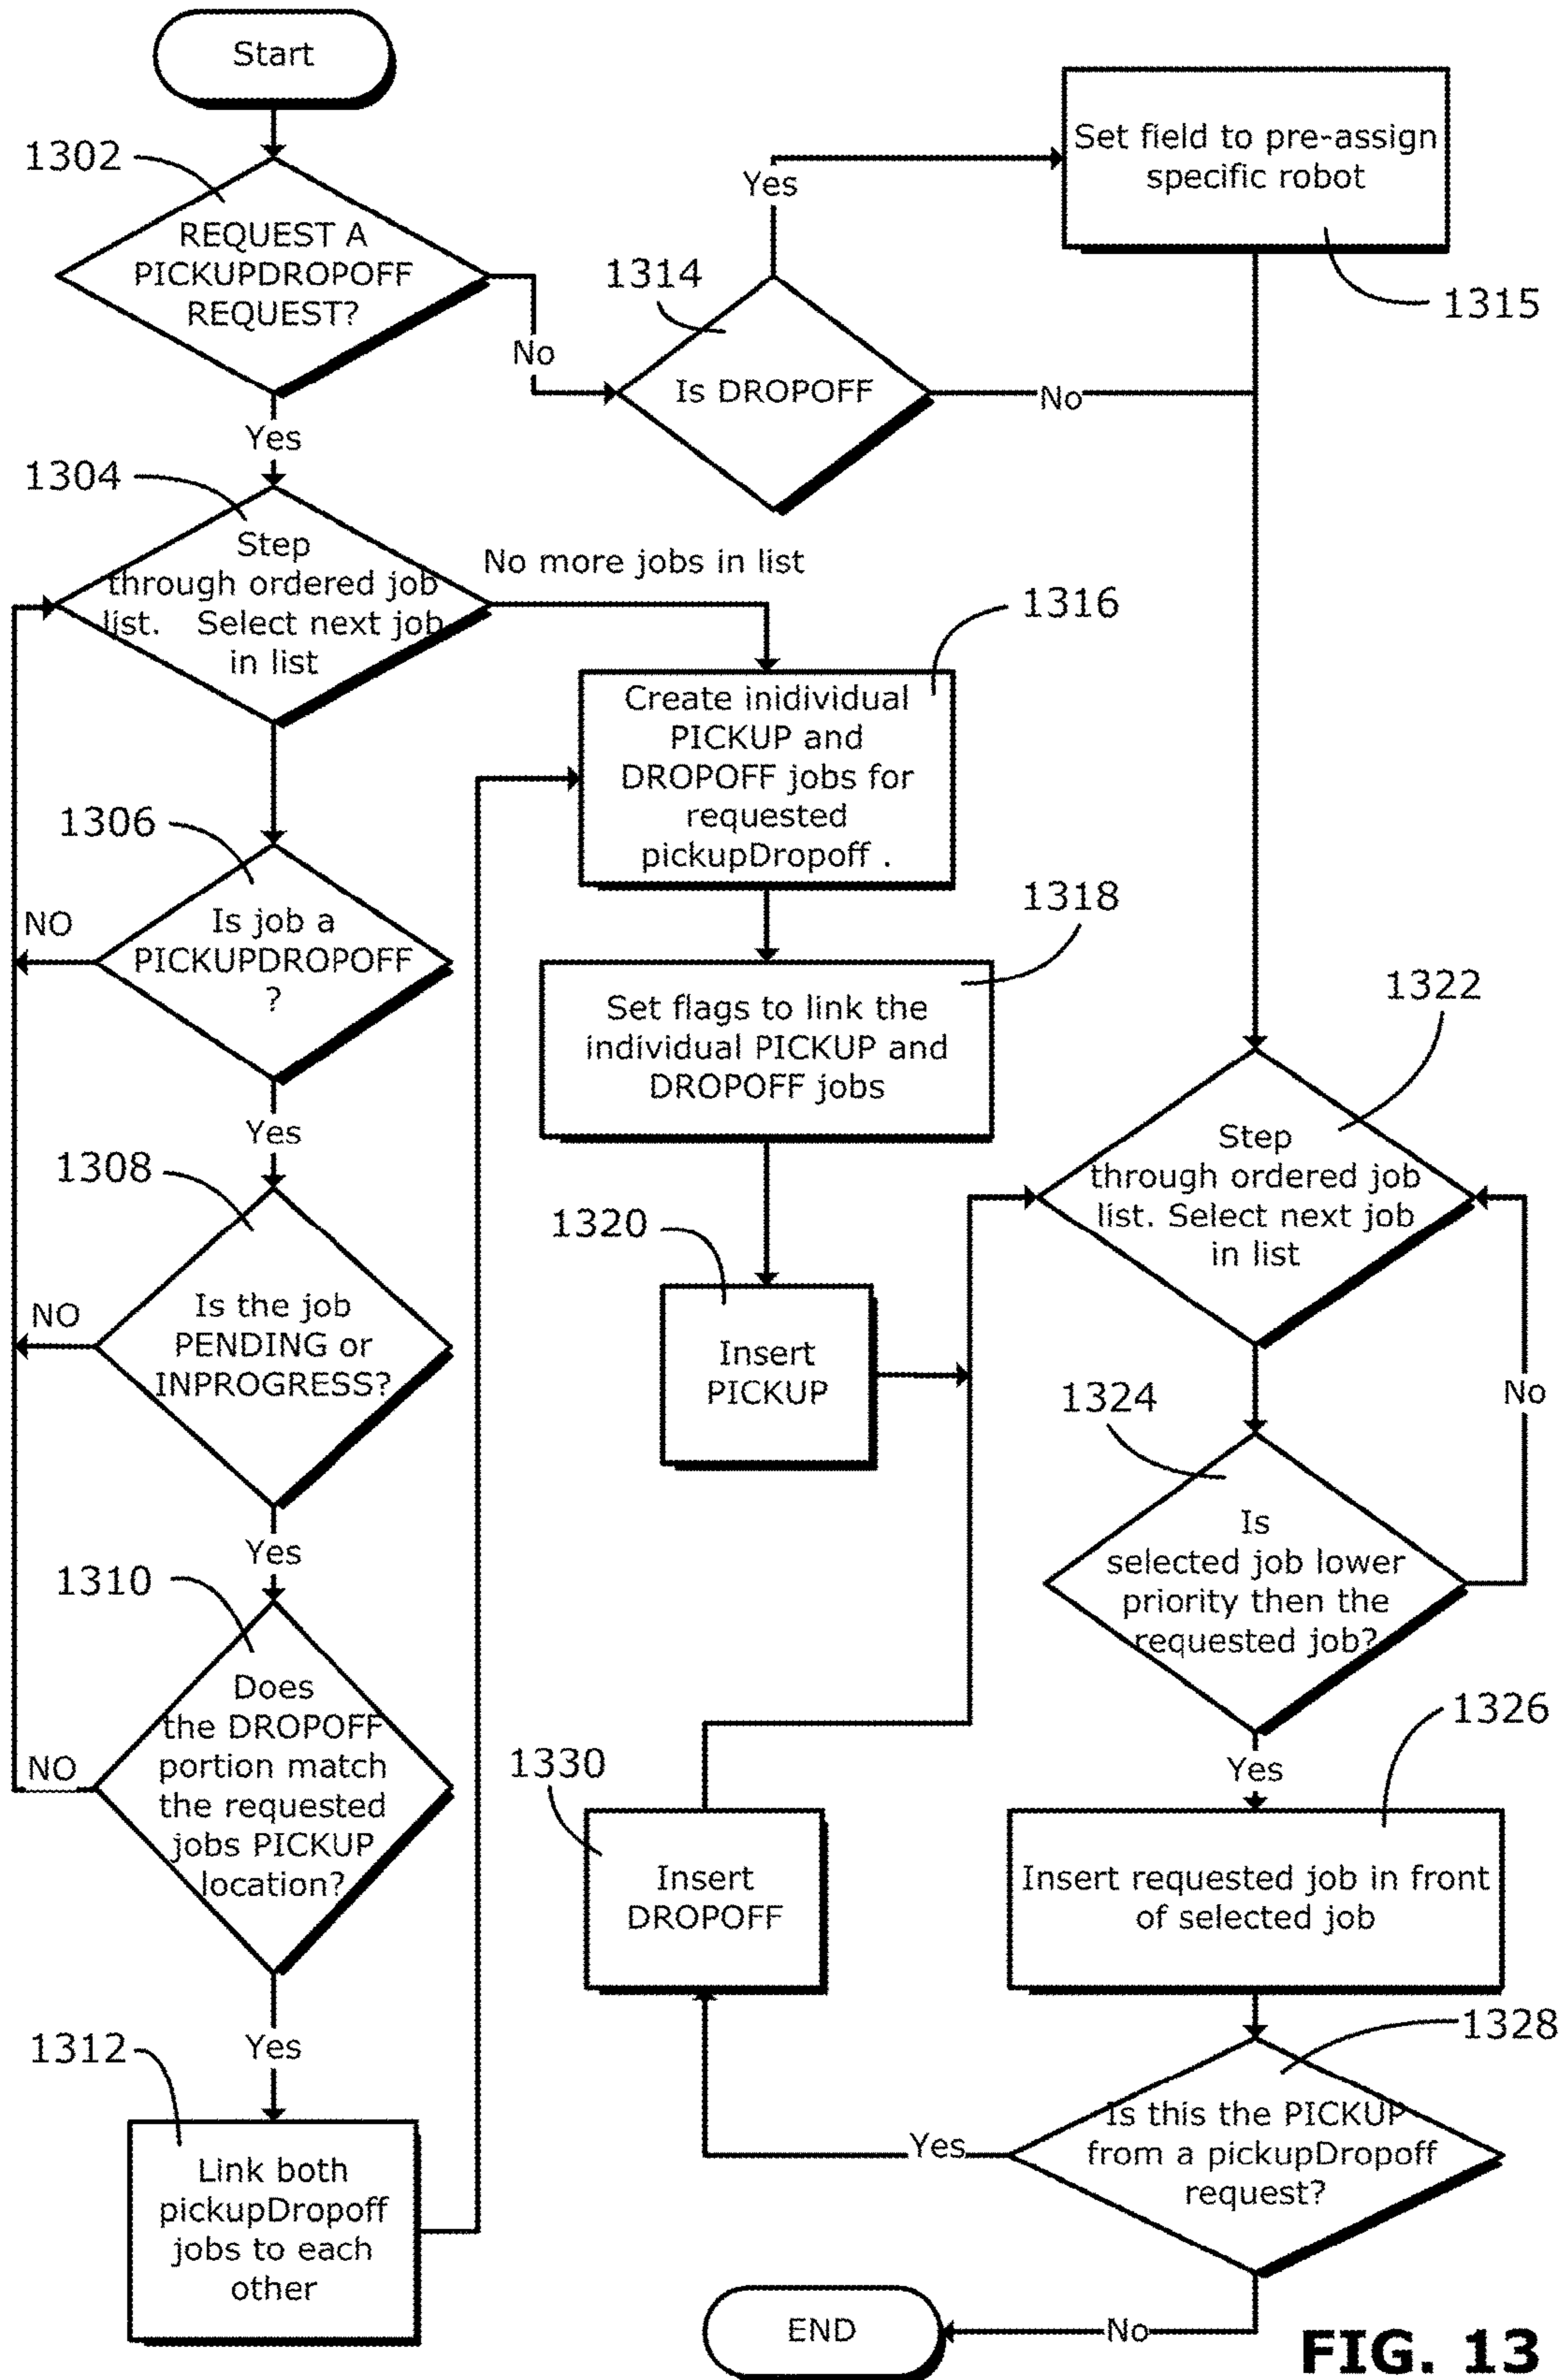 Start
1302
REQUEST A
PICKUPDROPOFF
REQUEST?
No
Yes
1314
Is DROPOFF
Yes
No
Set field to pre-assign
specific robot
1315
1304
Step
through ordered job
list. Select next job
in list
No more jobs in list
1306
Is job a
PICKUPDROPOFF
?
NO
Yes
1308
Is the job
PENDING or
INPROGRESS?
NO
Yes
1310
Does
the DROPOFF
portion match
the requested
jobs PICKUP
location?
NO
Yes
1312
Link both
pickupDropoff
jobs to each
other
1316
Create inidividual
PICKUP and
DROPOFF jobs for
requested
pickupDropoff .
1318
Set flags to link the
individual PICKUP and
DROPOFF jobs
1320
Insert
PICKUP
1322
Step
through ordered job
list. Select next job
in list
1324
Is
selected job lower
priority then the
requested job?
No
Yes
1326
Insert requested job in front
of selected job
1328
Is this the PICKUP
from a pickupDropoff
request?
Yes
No
1330
Insert
DROPOFF
END
FIG. 13